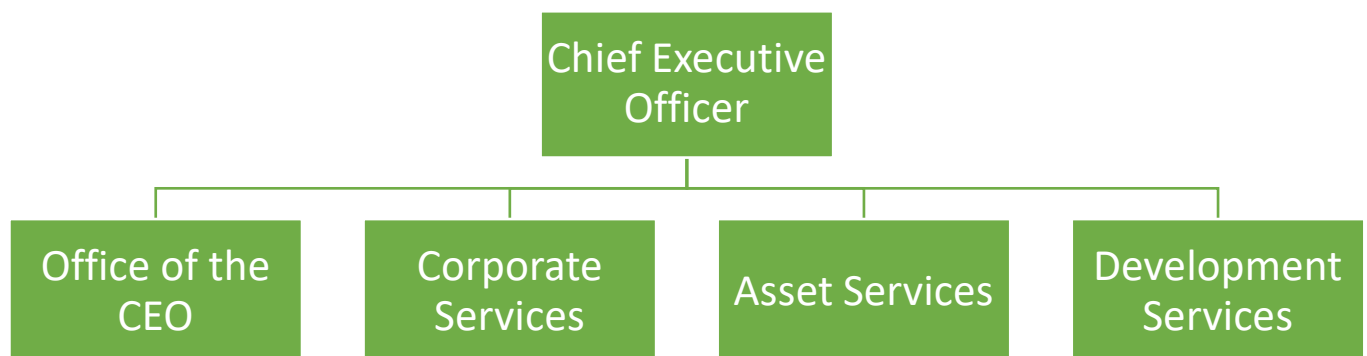 Chief Executive
Officer
Office of the
CEO
Corporate
Services
Asset Services
Development
Services